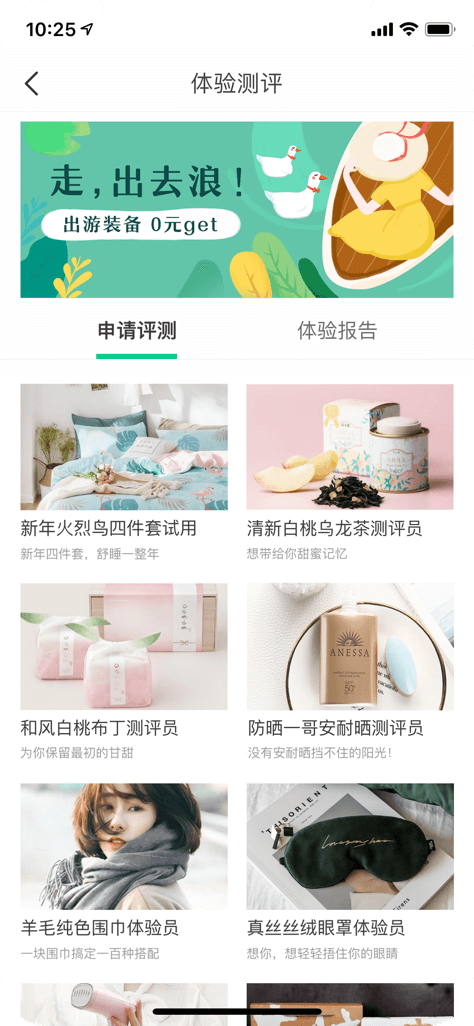 10:25
体验测评
走，出去浪！
出游装备 0元get
申请评测
体验报告
新年火烈鸟四件套试用
新年四件套，舒睡一整年
清新白桃乌龙茶测评员
想带给你甜蜜记忆
ANESSA
50+
和风白桃布丁测评员
为你保留最初的甘甜
防晒一哥安耐晒测评员
没有安耐晒挡不住的阳光！
羊毛纯色围巾体验员
一块围巾搞定一百种搭配
真丝丝绒眼罩体验员
想你，想轻轻捂住你的眼睛